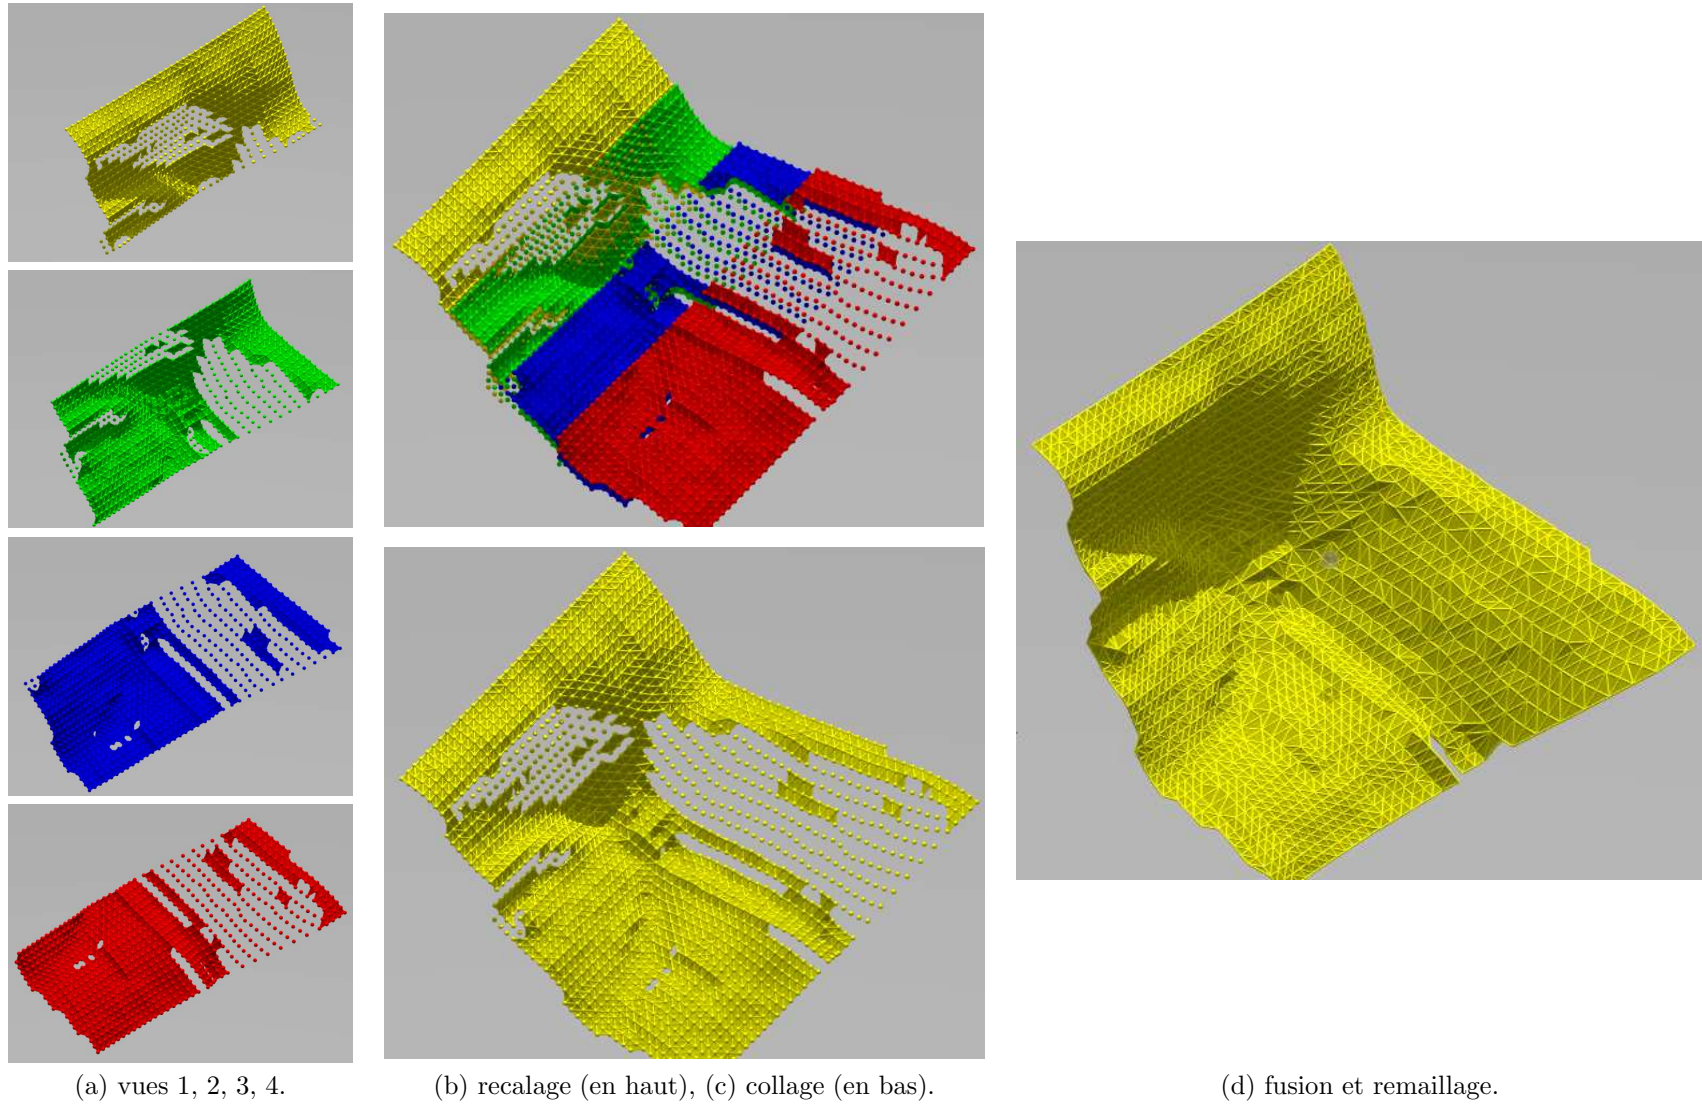 (a) vues 1, 2, 3, 4.
(b) recalage (en haut), (c) collage (en bas).
(d) fusion et remaillage.